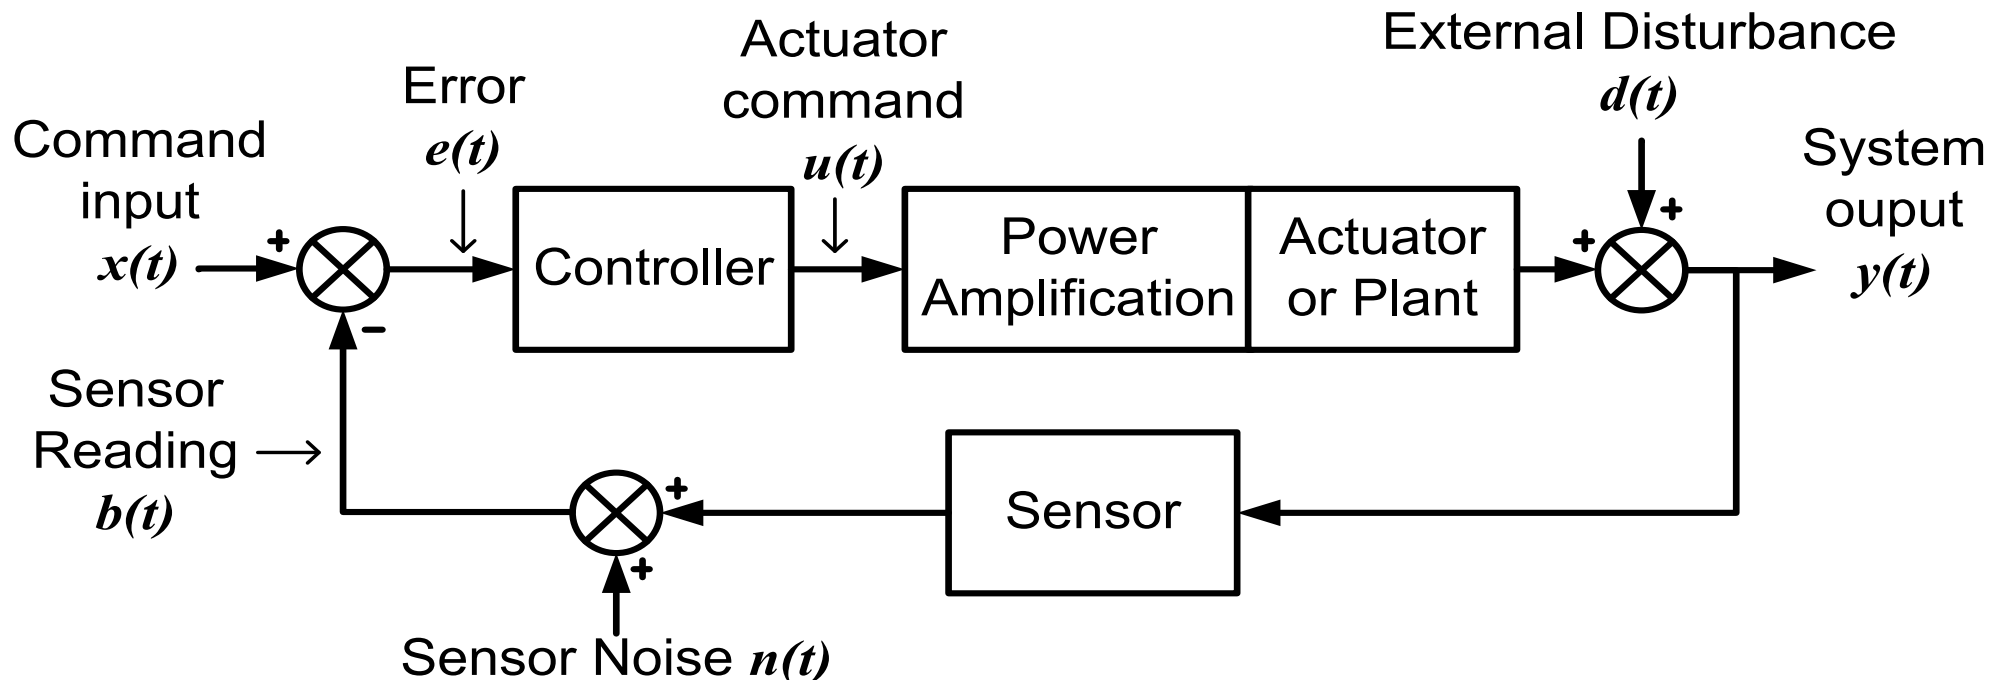 Command
input
x(t)
+
−
Error
e(t)
Controller
Actuator
command
u(t)
Power
Amplification
Actuator
or Plant
External Disturbance
d(t)
+
+
System
ouput
y(t)
Sensor
Reading
b(t)
+
+
Sensor
Sensor Noise n(t)